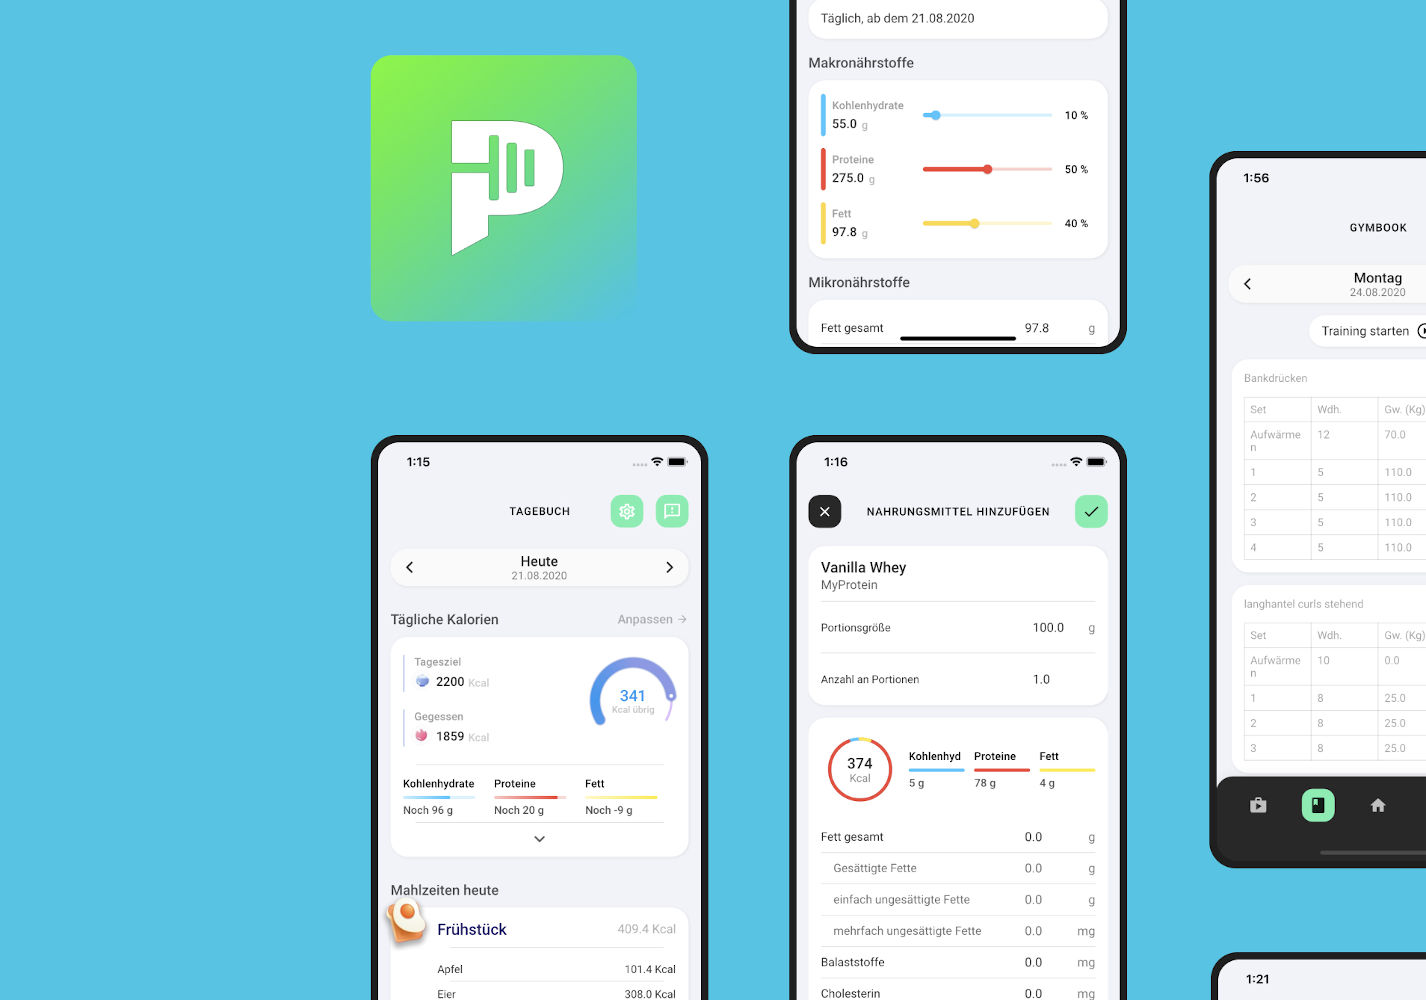 Täglich, ab dem 21.08.2020
Makronährstoffe
Kohlenhydrate
55.0 g
10 %
Proteine
275.0 g
50 %
Fett
97.8 g
40 %
Mikronährstoffe
Fett gesamt 97.8 g
1:15
TAGEBUCH
Heute
21.08.2020
Tägliche Kalorien Anpassen
Tagesziel
2200 Kcal
Gegessen
1859 Kcal
341
Kcal übrig
Kohlenhydrate Proteine Fett
Noch 96 g Noch 20 g Noch -9 g
Mahlzeiten heute
Frühstück 409.4 Kcal
Apfel 101.4 Kcal
Eier 308.0 Kcal
1:16
NAHRUNGSMITTEL HINZUFÜGEN
Vanilla Whey
MyProtein
Portionsgröße 100.0 g
Anzahl an Portionen 1.0
374
Kcal
Kohlenhyd Proteine Fett
5 g 78 g 4 g
Fett gesamt 0.0 g
Gesättigte Fette 0.0 g
einfach ungesättigte Fette 0.0 g
mehrfach ungesättigte Fette 0.0 mg
Balaststoffe 0.0 mg
Cholesterin 0.0 mg
1:56
GYMBOOK
Montag
24.08.2020
Training starten
Bankdrücken
Set Wdh. Gw. (Kg)
Aufwärme
n 12 70.0
1 5 110.0
2 5 110.0
3 5 110.0
4 5 110.0
langhantel curls stehend
Set Wdh. Gw. (Kg)
Aufwärme
n 10 0.0
1 8 25.0
2 8 25.0
3 8 25.0
1:21